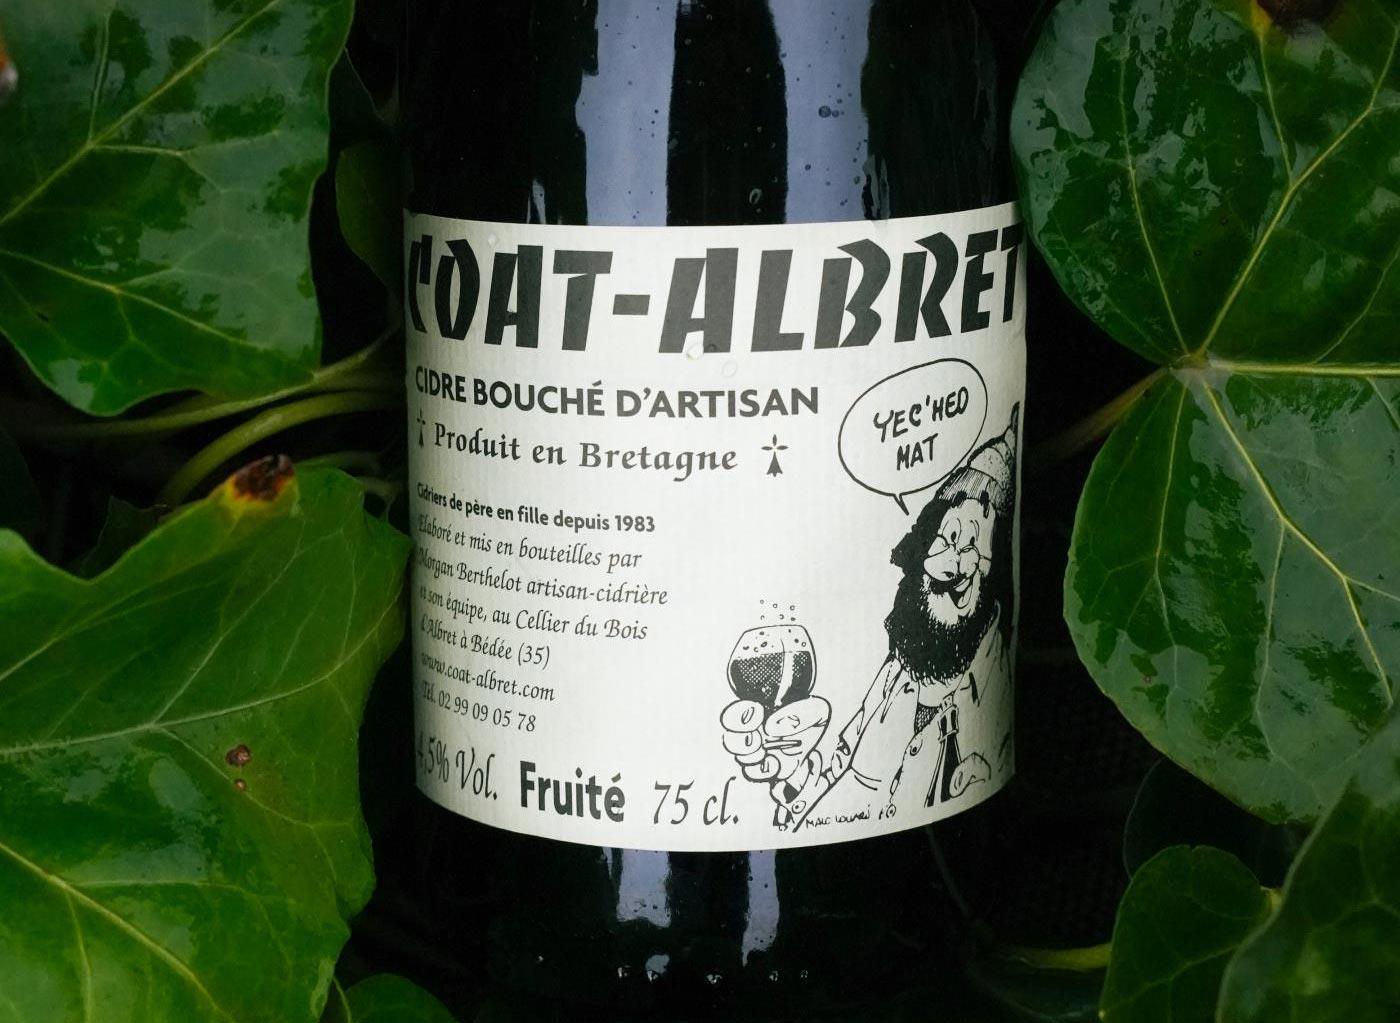 COAT-ALBRET
CIDRE BOUCHÉ D'ARTISAN
Produit en Bretagne
YEC'HED
MAT
Cidriers de père en fille depuis 1983
Elaboré et mis en bouteilles par
Morgan Berthelot artisan-cidrière
et son équipe, au Cellier du Bois
d'Albret à Bédée (35)
www.coat-albret.com
Tél. 02 99 09 05 78
4,5% Vol. Fruité 75 cl.